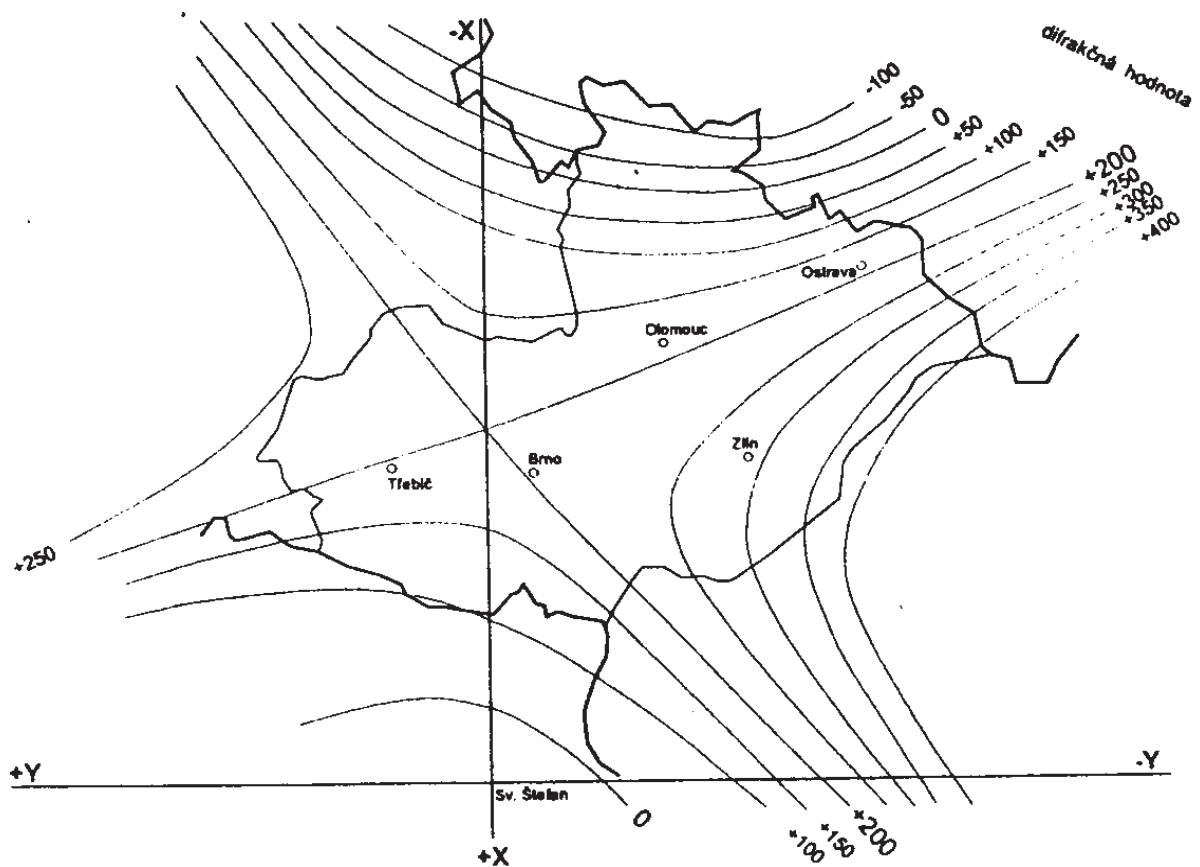 -X
difrakčná hodnota
-100
-50
0
+50
+100
+150
+200
+250
+300
+350
+400
Ostrava
Olomouc
Zlín
Brno
Třebíč
+250
+Y
-Y
Sv. Štefan
+X
0
+100
+150
+200